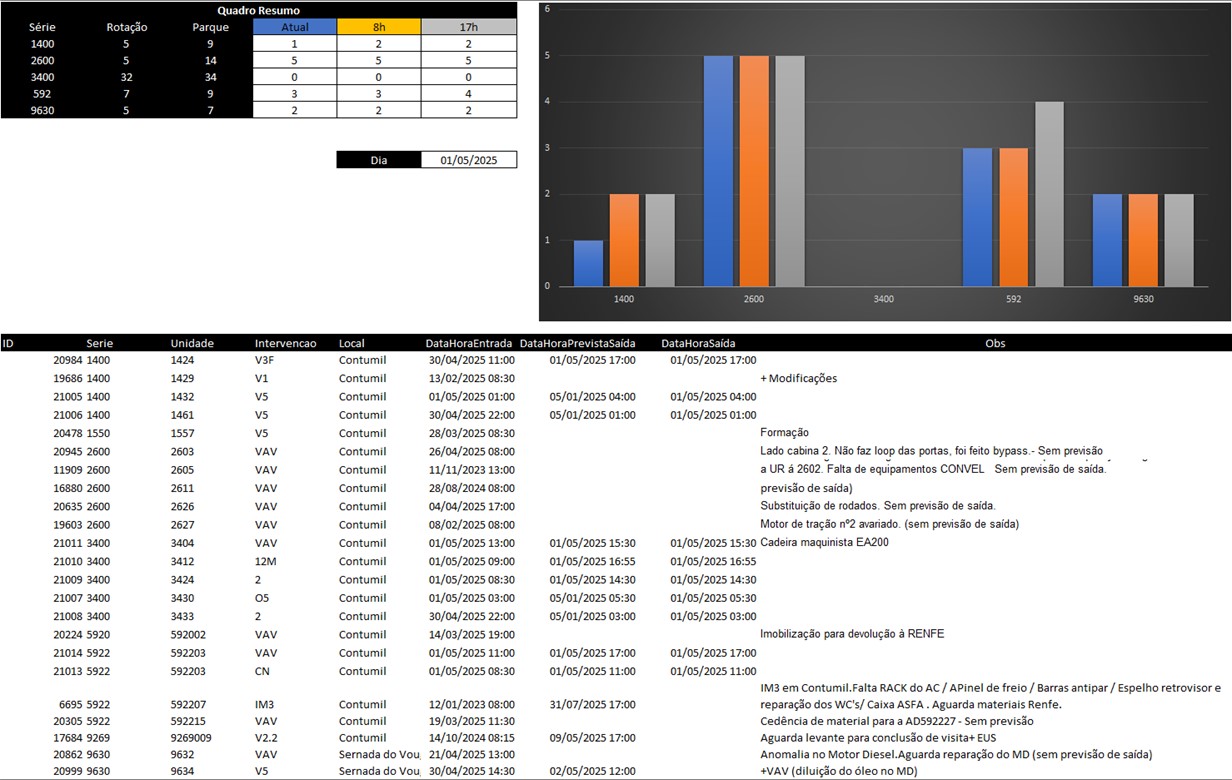 Quadro Resumo
Série Rotação Parque Atual 8h 17h
1400 5 9 1 2 2
2600 5 14 5 5 5
3400 32 34 0 0 0
592 7 9 3 3 4
9630 5 7 2 2 2
Dia 01/05/2025
6
5
4
3
2
1
0
1400 2600 3400 592 9630
ID Serie Unidade Intervencao Local DataHoraEntrada DataHoraPrevistaSaída DataHoraSaída Obs
20984 1400 1424 V3F Contumil 30/04/2025 11:00 01/05/2025 17:00 01/05/2025 17:00
19686 1400 1429 V1 Contumil 13/02/2025 08:30 + Modificações
21005 1400 1432 V5 Contumil 01/05/2025 01:00 05/01/2025 04:00 01/05/2025 04:00
21006 1400 1461 V5 Contumil 30/04/2025 22:00 05/01/2025 01:00 01/05/2025 01:00
20478 1550 1557 V5 Contumil 28/03/2025 08:30 Formação
20945 2600 2603 VAV Contumil 26/04/2025 08:00 Lado cabina 2. Não faz loop das portas, foi feito bypass.- Sem previsão
11909 2600 2605 VAV Contumil 11/11/2023 13:00 a UR á 2602. Falta de equipamentos CONVEL Sem previsão de saída.
16880 2600 2611 VAV Contumil 28/08/2024 08:00 previsão de saída)
20635 2600 2626 VAV Contumil 04/04/2025 17:00 Substituição de rodados. Sem previsão de saída.
19603 2600 2627 VAV Contumil 08/02/2025 08:00 Motor de tração nº2 avariado. (sem previsão de saída)
21011 3400 3404 VAV Contumil 01/05/2025 13:00 01/05/2025 15:30 01/05/2025 15:30 Cadeira maquinista EA200
21010 3400 3412 12M Contumil 01/05/2025 09:00 01/05/2025 16:55 01/05/2025 16:55
21009 3400 3424 2 Contumil 01/05/2025 08:30 01/05/2025 14:30 01/05/2025 14:30
21007 3400 3430 O5 Contumil 01/05/2025 03:00 05/01/2025 05:30 01/05/2025 05:30
21008 3400 3433 2 Contumil 30/04/2025 22:00 05/01/2025 03:00 01/05/2025 03:00
20224 5920 592002 VAV Contumil 14/03/2025 19:00 Imobilização para devolução à RENFE
21014 5922 592203 VAV Contumil 01/05/2025 11:00 01/05/2025 17:00 01/05/2025 17:00
21013 5922 592203 CN Contumil 01/05/2025 08:30 01/05/2025 11:00 01/05/2025 11:00
IM3 em Contumil.Falta RACK do AC / APinel de freio / Barras antipar / Espelho retrovisor e
6695 5922 592207 IM3 Contumil 12/01/2023 08:00 31/07/2025 17:00 reparação dos WC's/ Caixa ASFA . Aguarda materiais Renfe.
20305 5922 592215 VAV Contumil 19/03/2025 11:30 Cedência de material para a AD592227 - Sem previsão
17684 9269 9269009 V2.2 Contumil 14/10/2024 08:15 09/05/2025 17:00 Aguarda levante para conclusão de visita+ EUS
20862 9630 9632 VAV Sernada do Vou 21/04/2025 13:00 Anomalia no Motor Diesel.Aguarda reparação do MD (sem previsão de saída)
20999 9630 9634 V5 Sernada do Vou 30/04/2025 14:30 02/05/2025 12:00 +VAV (diluição do óleo no MD)